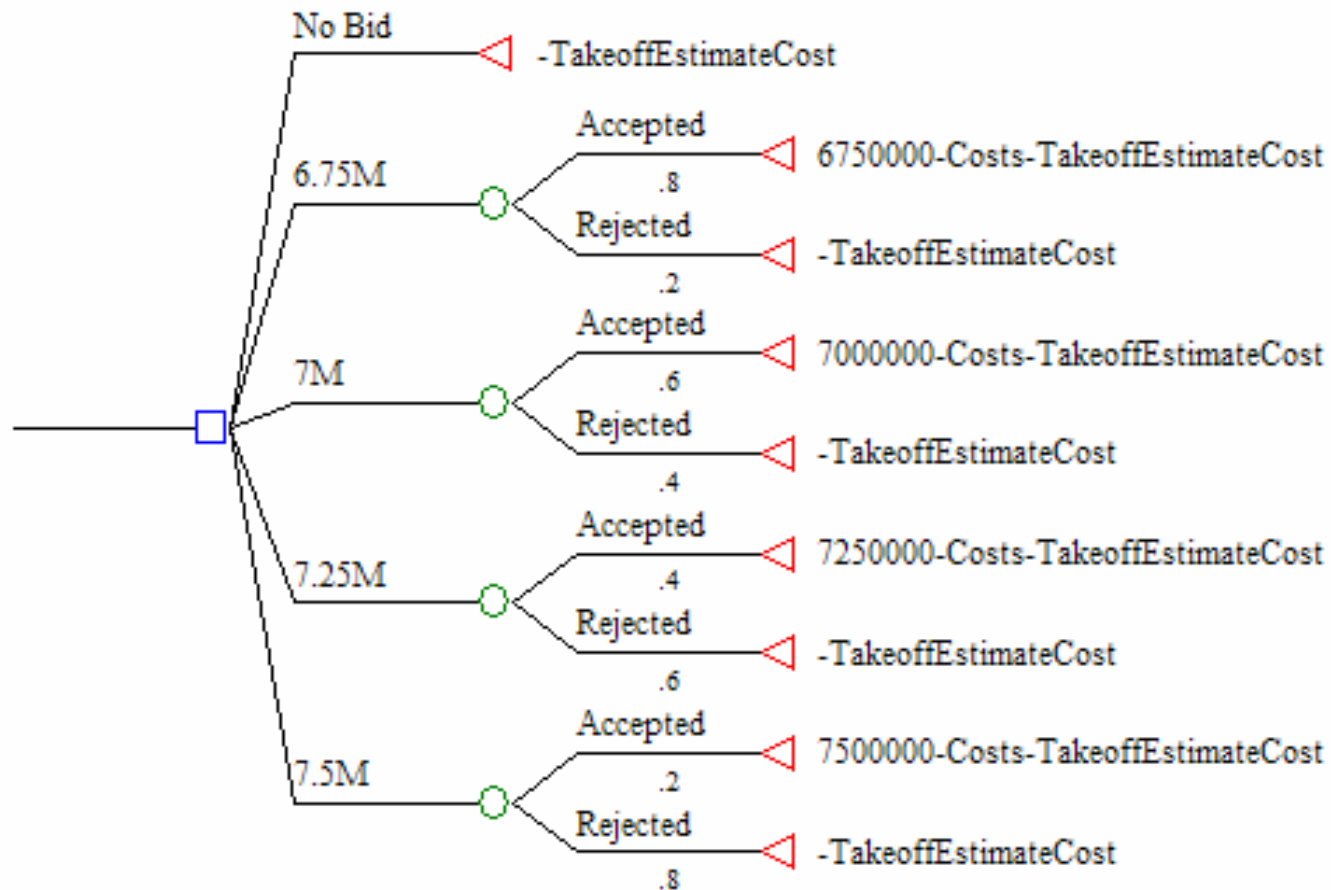 No Bid
-TakeoffEstimateCost
Accepted
6750000-Costs-TakeoffEstimateCost
.8
6.75M
Rejected
-TakeoffEstimateCost
.2
Accepted
7000000-Costs-TakeoffEstimateCost
.6
7M
Rejected
-TakeoffEstimateCost
.4
Accepted
7250000-Costs-TakeoffEstimateCost
.4
7.25M
Rejected
-TakeoffEstimateCost
.6
Accepted
7500000-Costs-TakeoffEstimateCost
.2
7.5M
Rejected
-TakeoffEstimateCost
.8